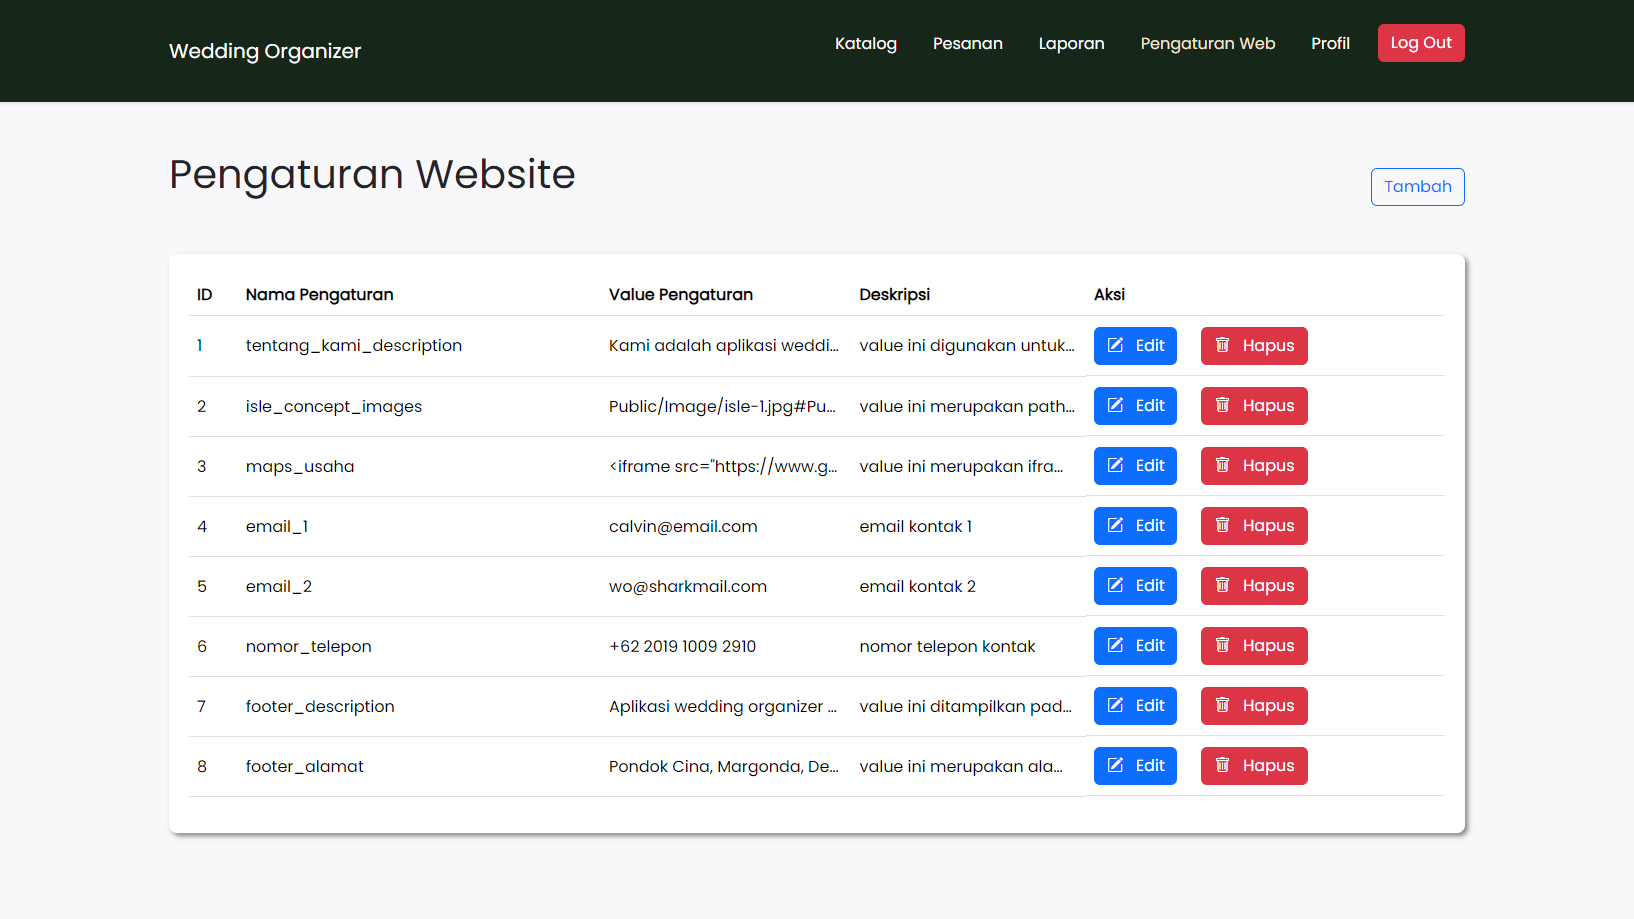 Wedding Organizer
Katalog Pesanan Laporan Pengaturan Web Profil Log Out
Pengaturan Website
Tambah
ID Nama Pengaturan Value Pengaturan Deskripsi Aksi
1 tentang_kami_description Kami adalah aplikasi weddi... value ini digunakan untuk... Edit Hapus
2 isle_concept_images Public/Image/isle-1.jpg#Pu... value ini merupakan path... Edit Hapus
3 maps_usaha <iframe src="https://www.g... value ini merupakan ifra... Edit Hapus
4 email_1 calvin@email.com email kontak 1 Edit Hapus
5 email_2 wo@sharkmail.com email kontak 2 Edit Hapus
6 nomor_telepon +62 2019 1009 2910 nomor telepon kontak Edit Hapus
7 footer_description Aplikasi wedding organizer ... value ini ditampilkan pad... Edit Hapus
8 footer_alamat Pondok Cina, Margonda, De... value ini merupakan ala... Edit Hapus